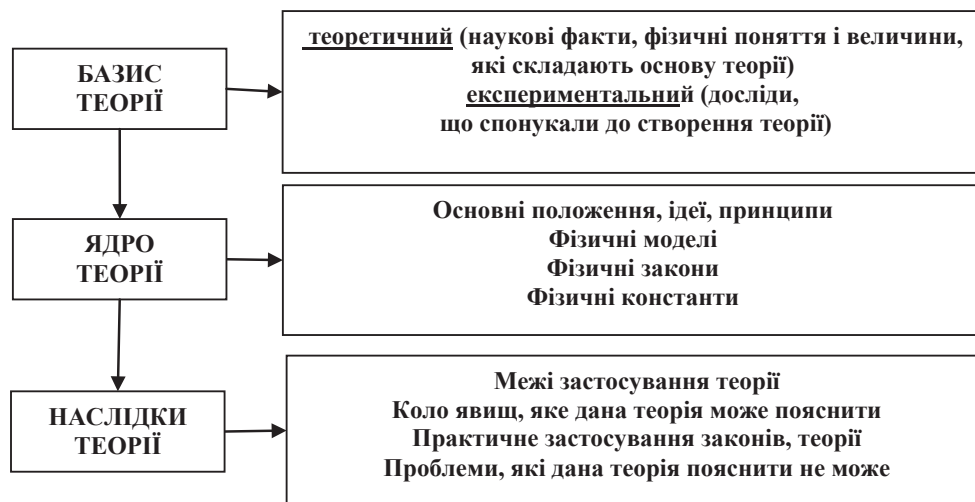 БАЗИС
ТЕОРІЇ
теоретичний (наукові факти, фізичні поняття і величини,
які складають основу теорії)
експериментальний (досліди,
що спонукали до створення теорії)
ЯДРО
ТЕОРІЇ
Основні положення, ідеї, принципи
Фізичні моделі
Фізичні закони
Фізичні константи
НАСЛІДКИ
ТЕОРІЇ
Межі застосування теорії
Коло явищ, яке дана теорія може пояснити
Практичне застосування законів, теорії
Проблеми, які дана теорія пояснити не може